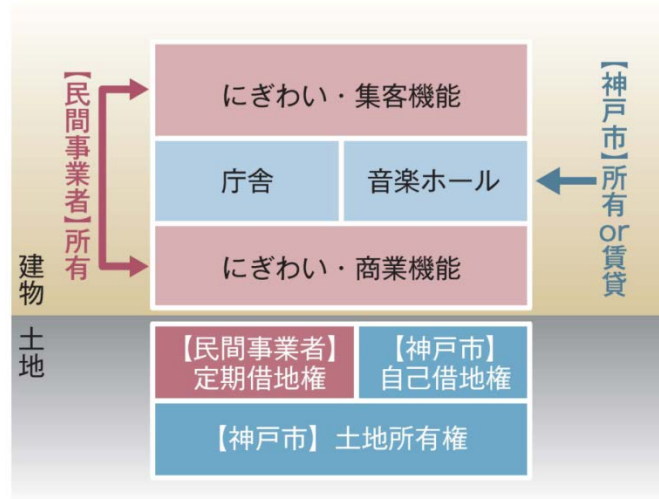 【民間事業者】所有
にぎわい・集客機能
庁舎
音楽ホール
にぎわい・商業機能
【神戸市】所有or賃貸
建物
土地
【民間事業者】
定期借地権
【神戸市】
自己借地権
【神戸市】土地所有権